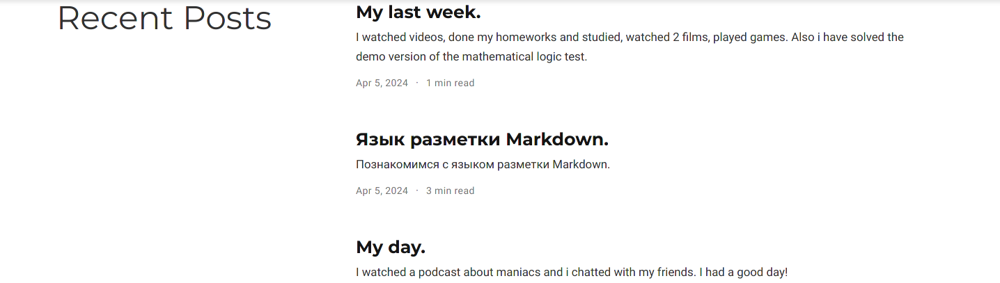 Recent Posts
My last week.
I watched videos, done my homeworks and studied, watched 2 films, played games. Also i have solved the
demo version of the mathematical logic test.
Apr 5, 2024 · 1 min read
Язык разметки Markdown.
Познакомимся с языком разметки Markdown.
Apr 5, 2024 · 3 min read
My day.
I watched a podcast about maniacs and i chatted with my friends. I had a good day!